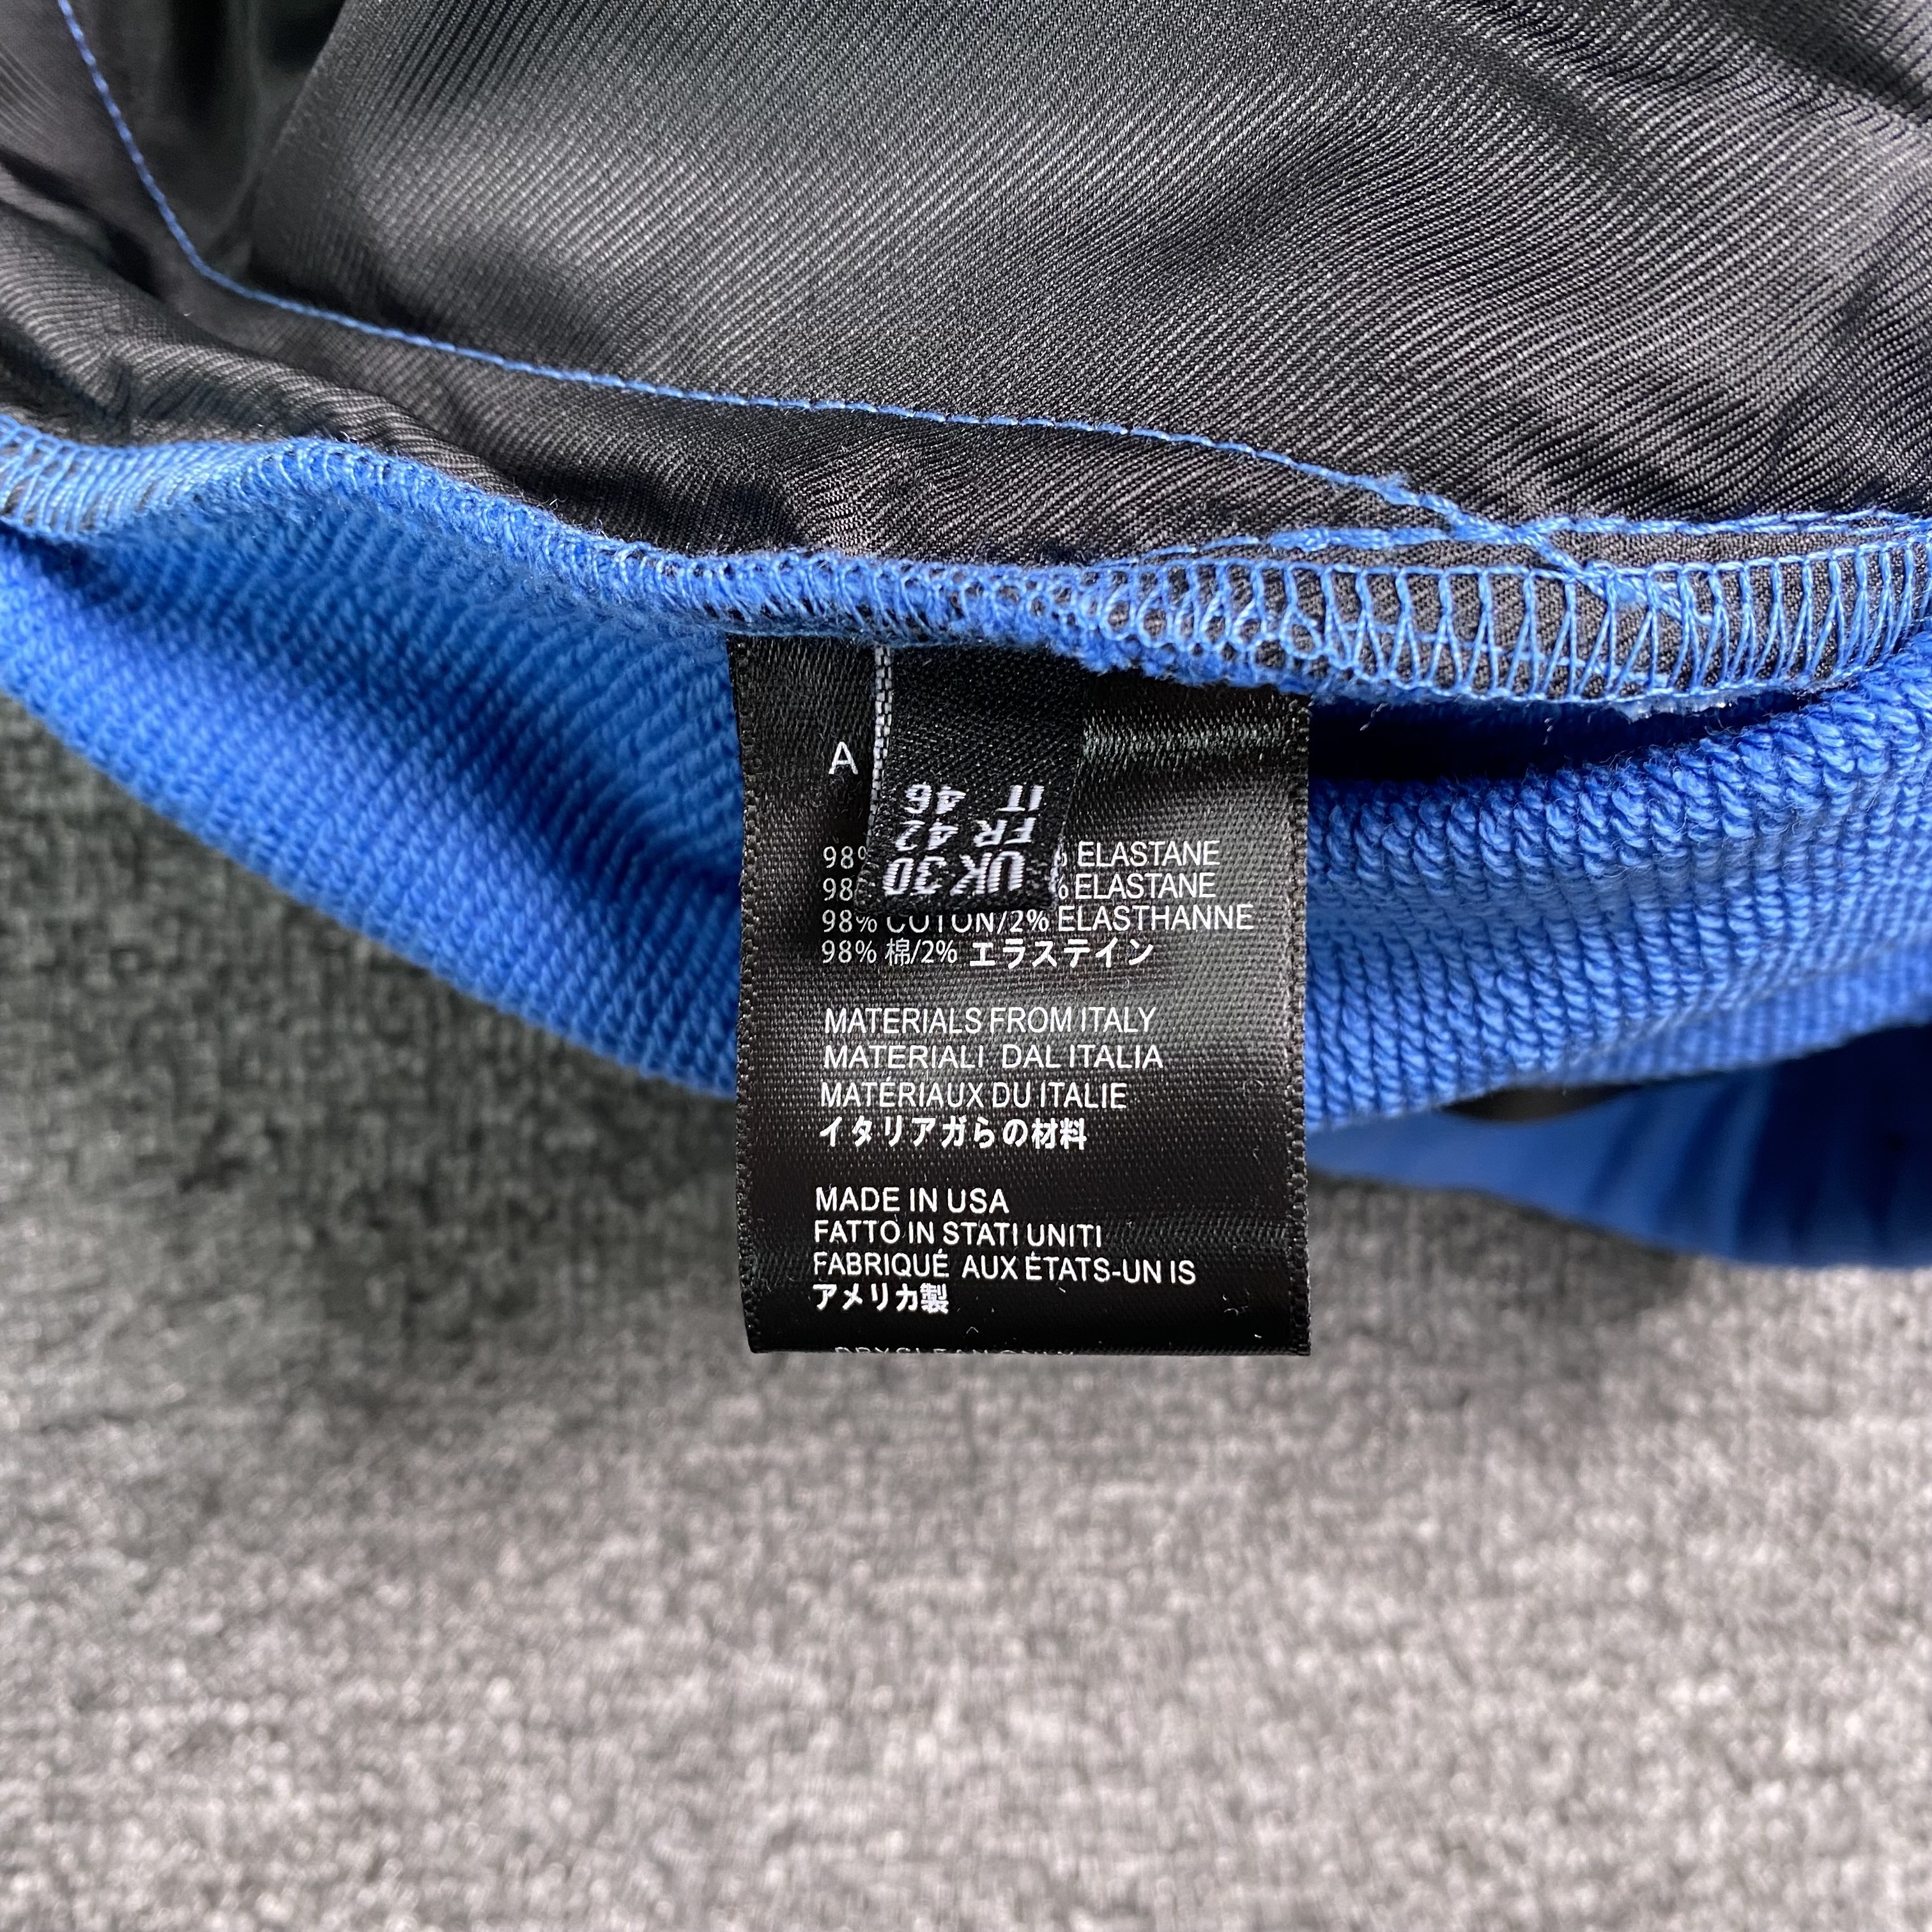 A
IT 46
FR 42
UK 30
98% ELASTANE
98% ELASTANE
98% COTON/2% ELASTHANNE
98% 棉/2% エラステイン
MATERIALS FROM ITALY
MATERIALI DAL ITALIA
MATÉRIAUX DU ITALIE
イタリアガらの材料
MADE IN USA
FATTO IN STATI UNITI
FABRIQUÉ AUX ÉTATS-UN IS
アメリカ製
DRY CLEAN ONLY